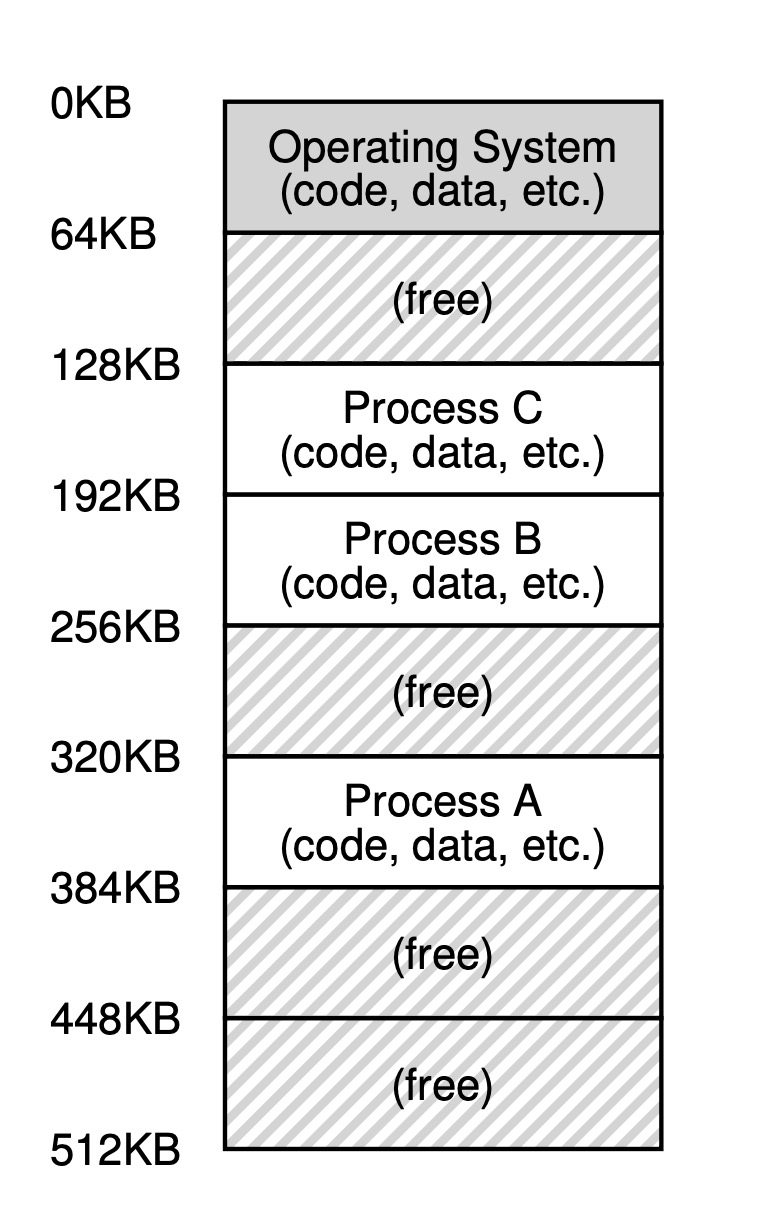 0KB
Operating System
(code, data, etc.)
64KB
(free)
128KB
Process C
(code, data, etc.)
192KB
Process B
(code, data, etc.)
256KB
(free)
320KB
Process A
(code, data, etc.)
384KB
(free)
448KB
(free)
512KB